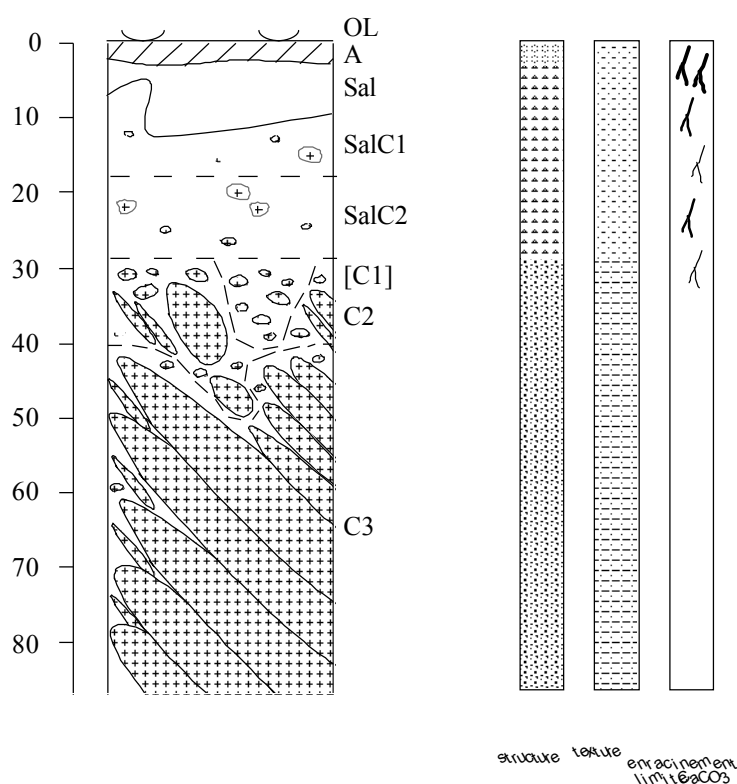 OL
0
A
Sal
10
SalC1
20
SalC2
30
[C1]
C2
40
50
60
C3
70
80
structure texture enracinement
limite CaCO3